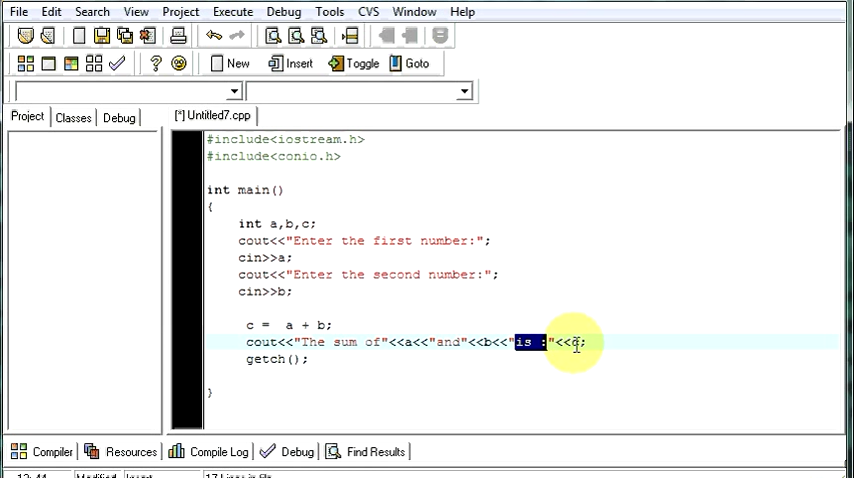 File Edit Search View Project Execute Debug Tools CVS Window Help
New Insert Toggle Goto
Project Classes Debug [*] Untitled7.cpp
#include<iostream.h>
#include<conio.h>
int main()
{
int a,b,c;
cout<<"Enter the first number:";
cin>>a;
cout<<"Enter the second number:";
cin>>b;
c = a + b;
cout<<"The sum of"<<a<<"and"<<b<<"is :"<<c;
getch();
}
Compiler Resources Compile Log Debug Find Results